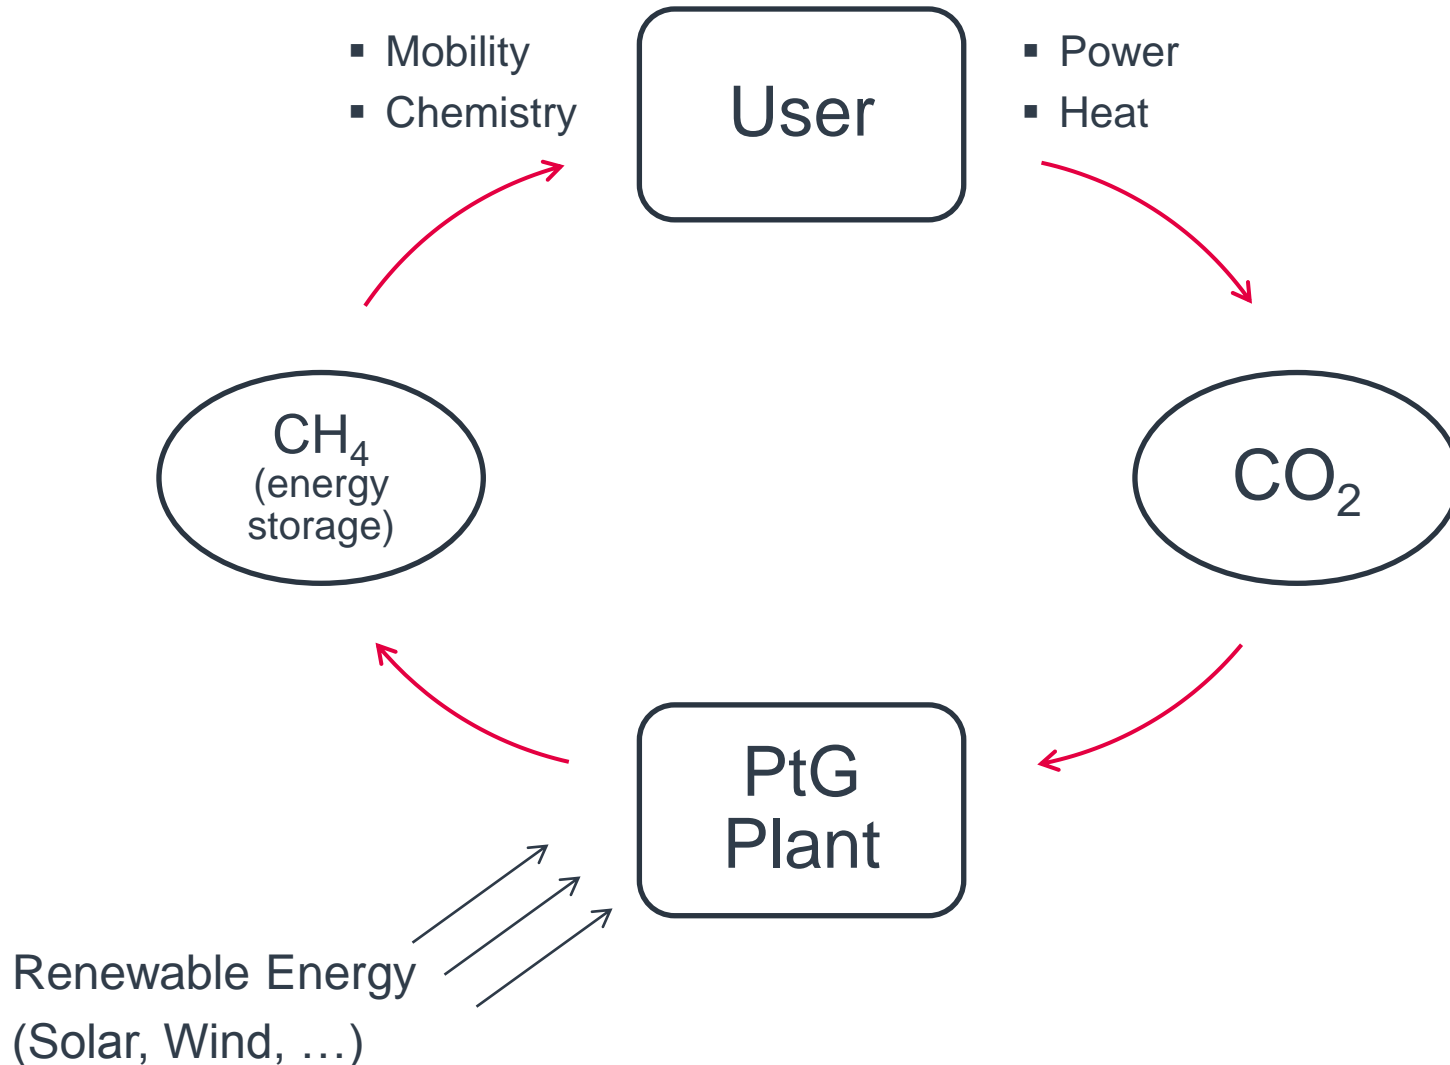 ▪ Mobility
▪ Chemistry
User
▪ Power
▪ Heat
CH₄
(energy
storage)
CO₂
PtG
Plant
Renewable Energy
(Solar, Wind, …)